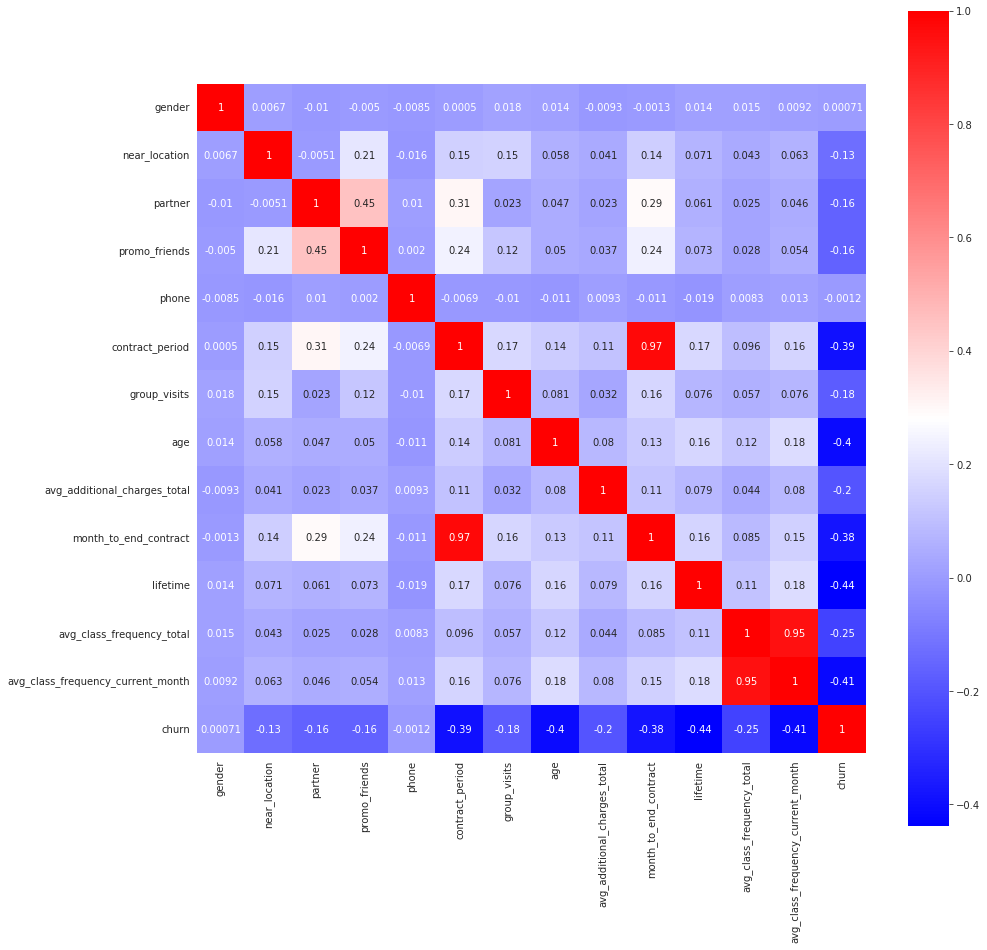 gender 1 0.0067 -0.01 -0.005 -0.0085 0.0005 0.018 0.014 -0.0093 -0.0013 0.014 0.015 0.0092 0.00071
near_location 0.0067 1 -0.0051 0.21 -0.016 0.15 0.15 0.058 0.041 0.14 0.071 0.043 0.063 -0.13
partner -0.01 -0.0051 1 0.45 0.01 0.31 0.023 0.047 0.023 0.29 0.061 0.025 0.046 -0.16
promo_friends -0.005 0.21 0.45 1 0.002 0.24 0.12 0.05 0.037 0.24 0.073 0.028 0.054 -0.16
phone -0.0085 -0.016 0.01 0.002 1 -0.0069 -0.01 -0.011 0.0093 -0.011 -0.019 0.0083 0.013 -0.0012
contract_period 0.0005 0.15 0.31 0.24 -0.0069 1 0.17 0.14 0.11 0.97 0.17 0.096 0.16 -0.39
group_visits 0.018 0.15 0.023 0.12 -0.01 0.17 1 0.081 0.032 0.16 0.076 0.057 0.076 -0.18
age 0.014 0.058 0.047 0.05 -0.011 0.14 0.081 1 0.08 0.13 0.16 0.12 0.18 -0.4
avg_additional_charges_total -0.0093 0.041 0.023 0.037 0.0093 0.11 0.032 0.08 1 0.11 0.079 0.044 0.08 -0.2
month_to_end_contract -0.0013 0.14 0.29 0.24 -0.011 0.97 0.16 0.13 0.11 1 0.16 0.085 0.15 -0.38
lifetime 0.014 0.071 0.061 0.073 -0.019 0.17 0.076 0.16 0.079 0.16 1 0.11 0.18 -0.44
avg_class_frequency_total 0.015 0.043 0.025 0.028 0.0083 0.096 0.057 0.12 0.044 0.085 0.11 1 0.95 -0.25
avg_class_frequency_current_month 0.0092 0.063 0.046 0.054 0.013 0.16 0.076 0.18 0.08 0.15 0.18 0.95 1 -0.41
churn 0.00071 -0.13 -0.16 -0.16 -0.0012 -0.39 -0.18 -0.4 -0.2 -0.38 -0.44 -0.25 -0.41 1
gender
near_location
partner
promo_friends
phone
contract_period
group_visits
age
avg_additional_charges_total
month_to_end_contract
lifetime
avg_class_frequency_total
avg_class_frequency_current_month
churn
1.0
0.8
0.6
0.4
0.2
0.0
−0.2
−0.4